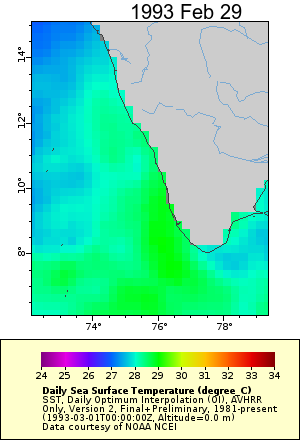 1993 Feb 29
14°
12°
10°
8°
74° 76° 78°
24 25 26 27 28 29 30 31 32 33 34
Daily Sea Surface Temperature (degree_C)
SST, Daily Optimum Interpolation (OI), AVHRR
Only, Version 2, Final+Preliminary, 1981-present
(1993-03-01T00:00:00Z, Altitude=0.0 m)
Data courtesy of NOAA NCEI